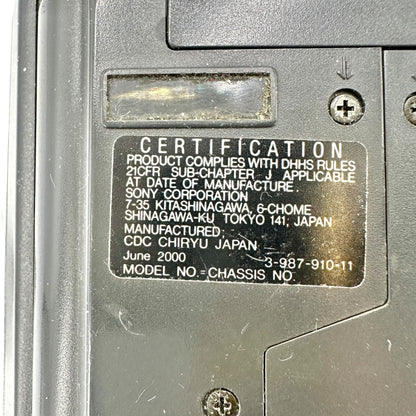 CERTIFICATION
PRODUCT COMPLIES WITH DHHS RULES
21CFR SUB-CHAPTER J APPLICABLE
AT DATE OF MANUFACTURE.
SONY CORPORATION
7-35 KITASHINAGAWA, 6-CHOME
SHINAGAWA-KU, TOKYO 141, JAPAN
MANUFACTURED;
CDC CHIRYU JAPAN
June 2000 3-987-910-11
MODEL NO.=CHASSIS NO.